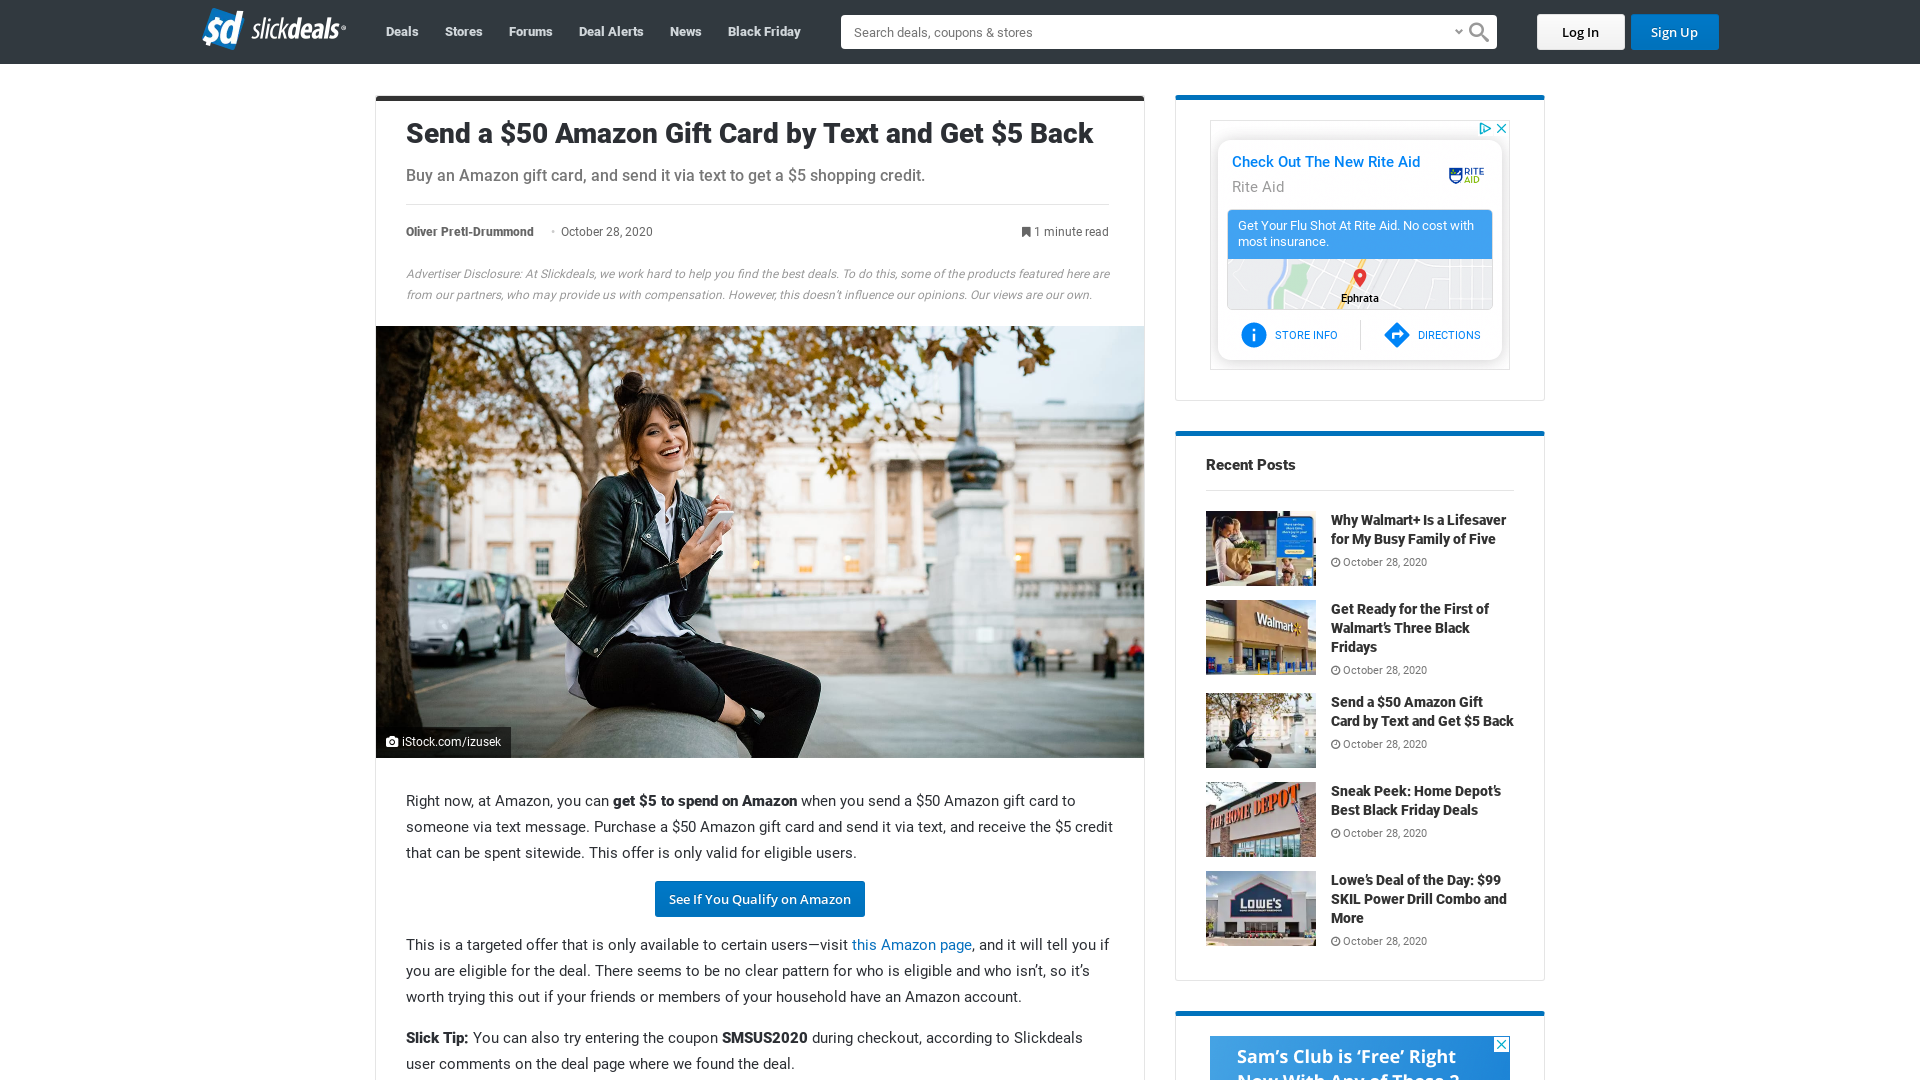 sd slickdeals
Deals
Stores
Forums
Deal Alerts
News
Black Friday
Search deals, coupons & stores
Log In
Sign Up
Send a $50 Amazon Gift Card by Text and Get $5 Back
Buy an Amazon gift card, and send it via text to get a $5 shopping credit.
Oliver Pretl-Drummond • October 28, 2020
1 minute read
Advertiser Disclosure: At Slickdeals, we work hard to help you find the best deals. To do this, some of the products featured here are
from our partners, who may provide us with compensation. However, this doesn't influence our opinions. Our views are our own.
iStock.com/izusek
Right now, at Amazon, you can get $5 to spend on Amazon when you send a $50 Amazon gift card to
someone via text message. Purchase a $50 Amazon gift card and send it via text, and receive the $5 credit
that can be spent sitewide. This offer is only valid for eligible users.
See If You Qualify on Amazon
This is a targeted offer that is only available to certain users—visit this Amazon page, and it will tell you if
you are eligible for the deal. There seems to be no clear pattern for who is eligible and who isn't, so it's
worth trying this out if your friends or members of your household have an Amazon account.
Slick Tip: You can also try entering the coupon SMSUS2020 during checkout, according to Slickdeals
user comments on the deal page where we found the deal.
Check Out The New Rite Aid
Rite Aid
RITE
AID
Get Your Flu Shot At Rite Aid. No cost with
most insurance.
Ephrata
STORE INFO
DIRECTIONS
Recent Posts
Why Walmart+ Is a Lifesaver
for My Busy Family of Five
October 28, 2020
Walmart
Get Ready for the First of
Walmart's Three Black
Fridays
October 28, 2020
Send a $50 Amazon Gift
Card by Text and Get $5 Back
October 28, 2020
THE HOME DEPOT
Sneak Peek: Home Depot's
Best Black Friday Deals
October 28, 2020
LOWE'S
Lowe's Deal of the Day: $99
SKIL Power Drill Combo and
More
October 28, 2020
Sam's Club is 'Free' Right
Now With Any of These 3